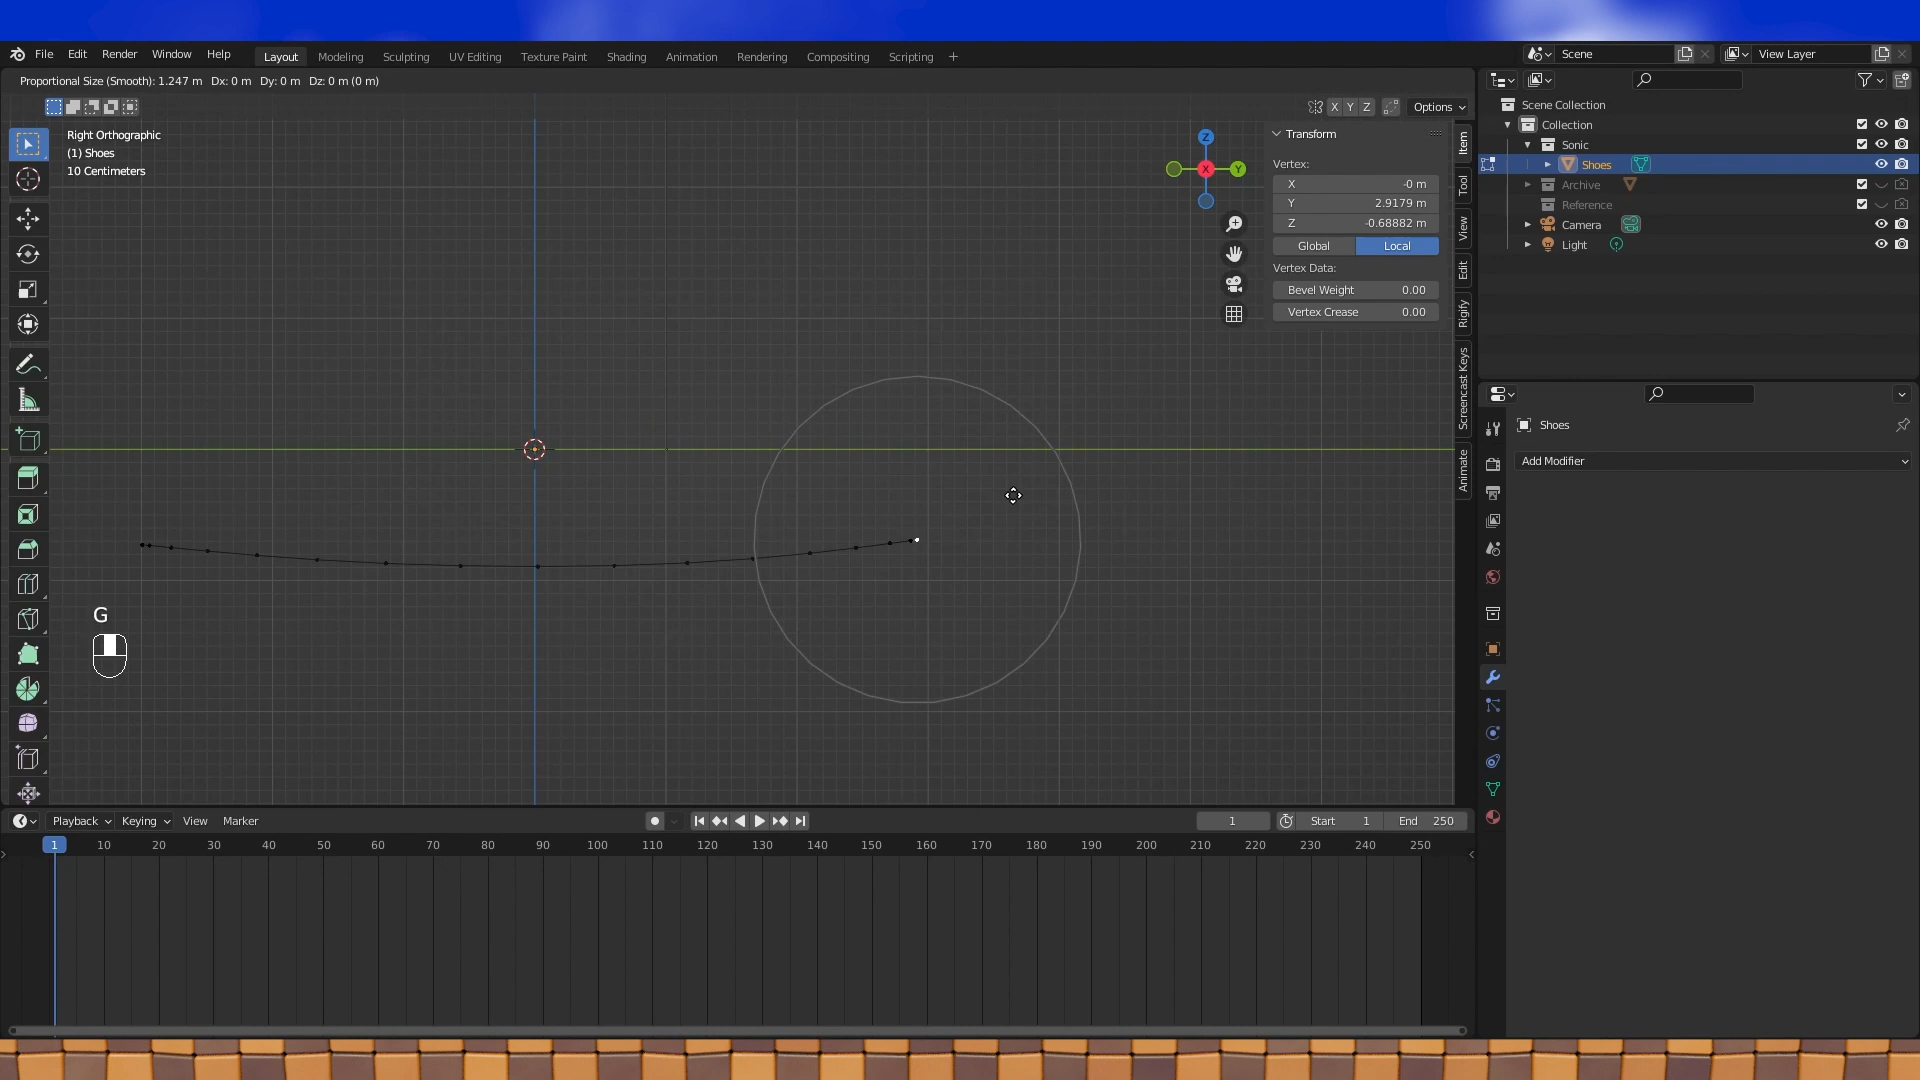 File Edit Render Window Help Layout Modeling Sculpting UV Editing Texture Paint Shading Animation Rendering Compositing Scripting + Scene View Layer
Proportional Size (Smooth): 1.247 m Dx: 0 m Dy: 0 m Dz: 0 m (0 m)
X Y Z Options
Right Orthographic
(1) Shoes
10 Centimeters
Z
Y
X
Transform
Vertex:
X -0 m
Y 2.9179 m
Z -0.68882 m
Global Local
Vertex Data:
Bevel Weight 0.00
Vertex Crease 0.00
Item
Tool
View
Edit
Rigify
Screencast Keys
Animate
G
Scene Collection
Collection
Sonic
Shoes
Archive
Reference
Camera
Light
Shoes
Add Modifier
Playback Keying View Marker 1 Start 1 End 250
1 10 20 30 40 50 60 70 80 90 100 110 120 130 140 150 160 170 180 190 200 210 220 230 240 250